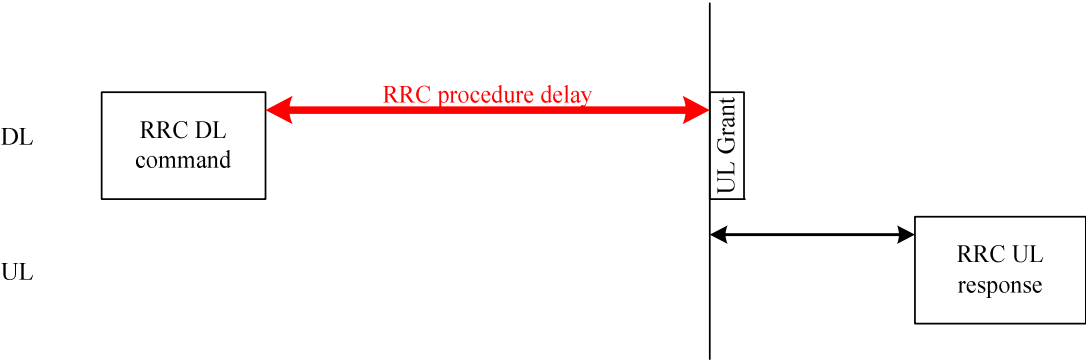 RRC procedure delay
DL
RRC DL
command
UL Grant
UL
RRC UL
response